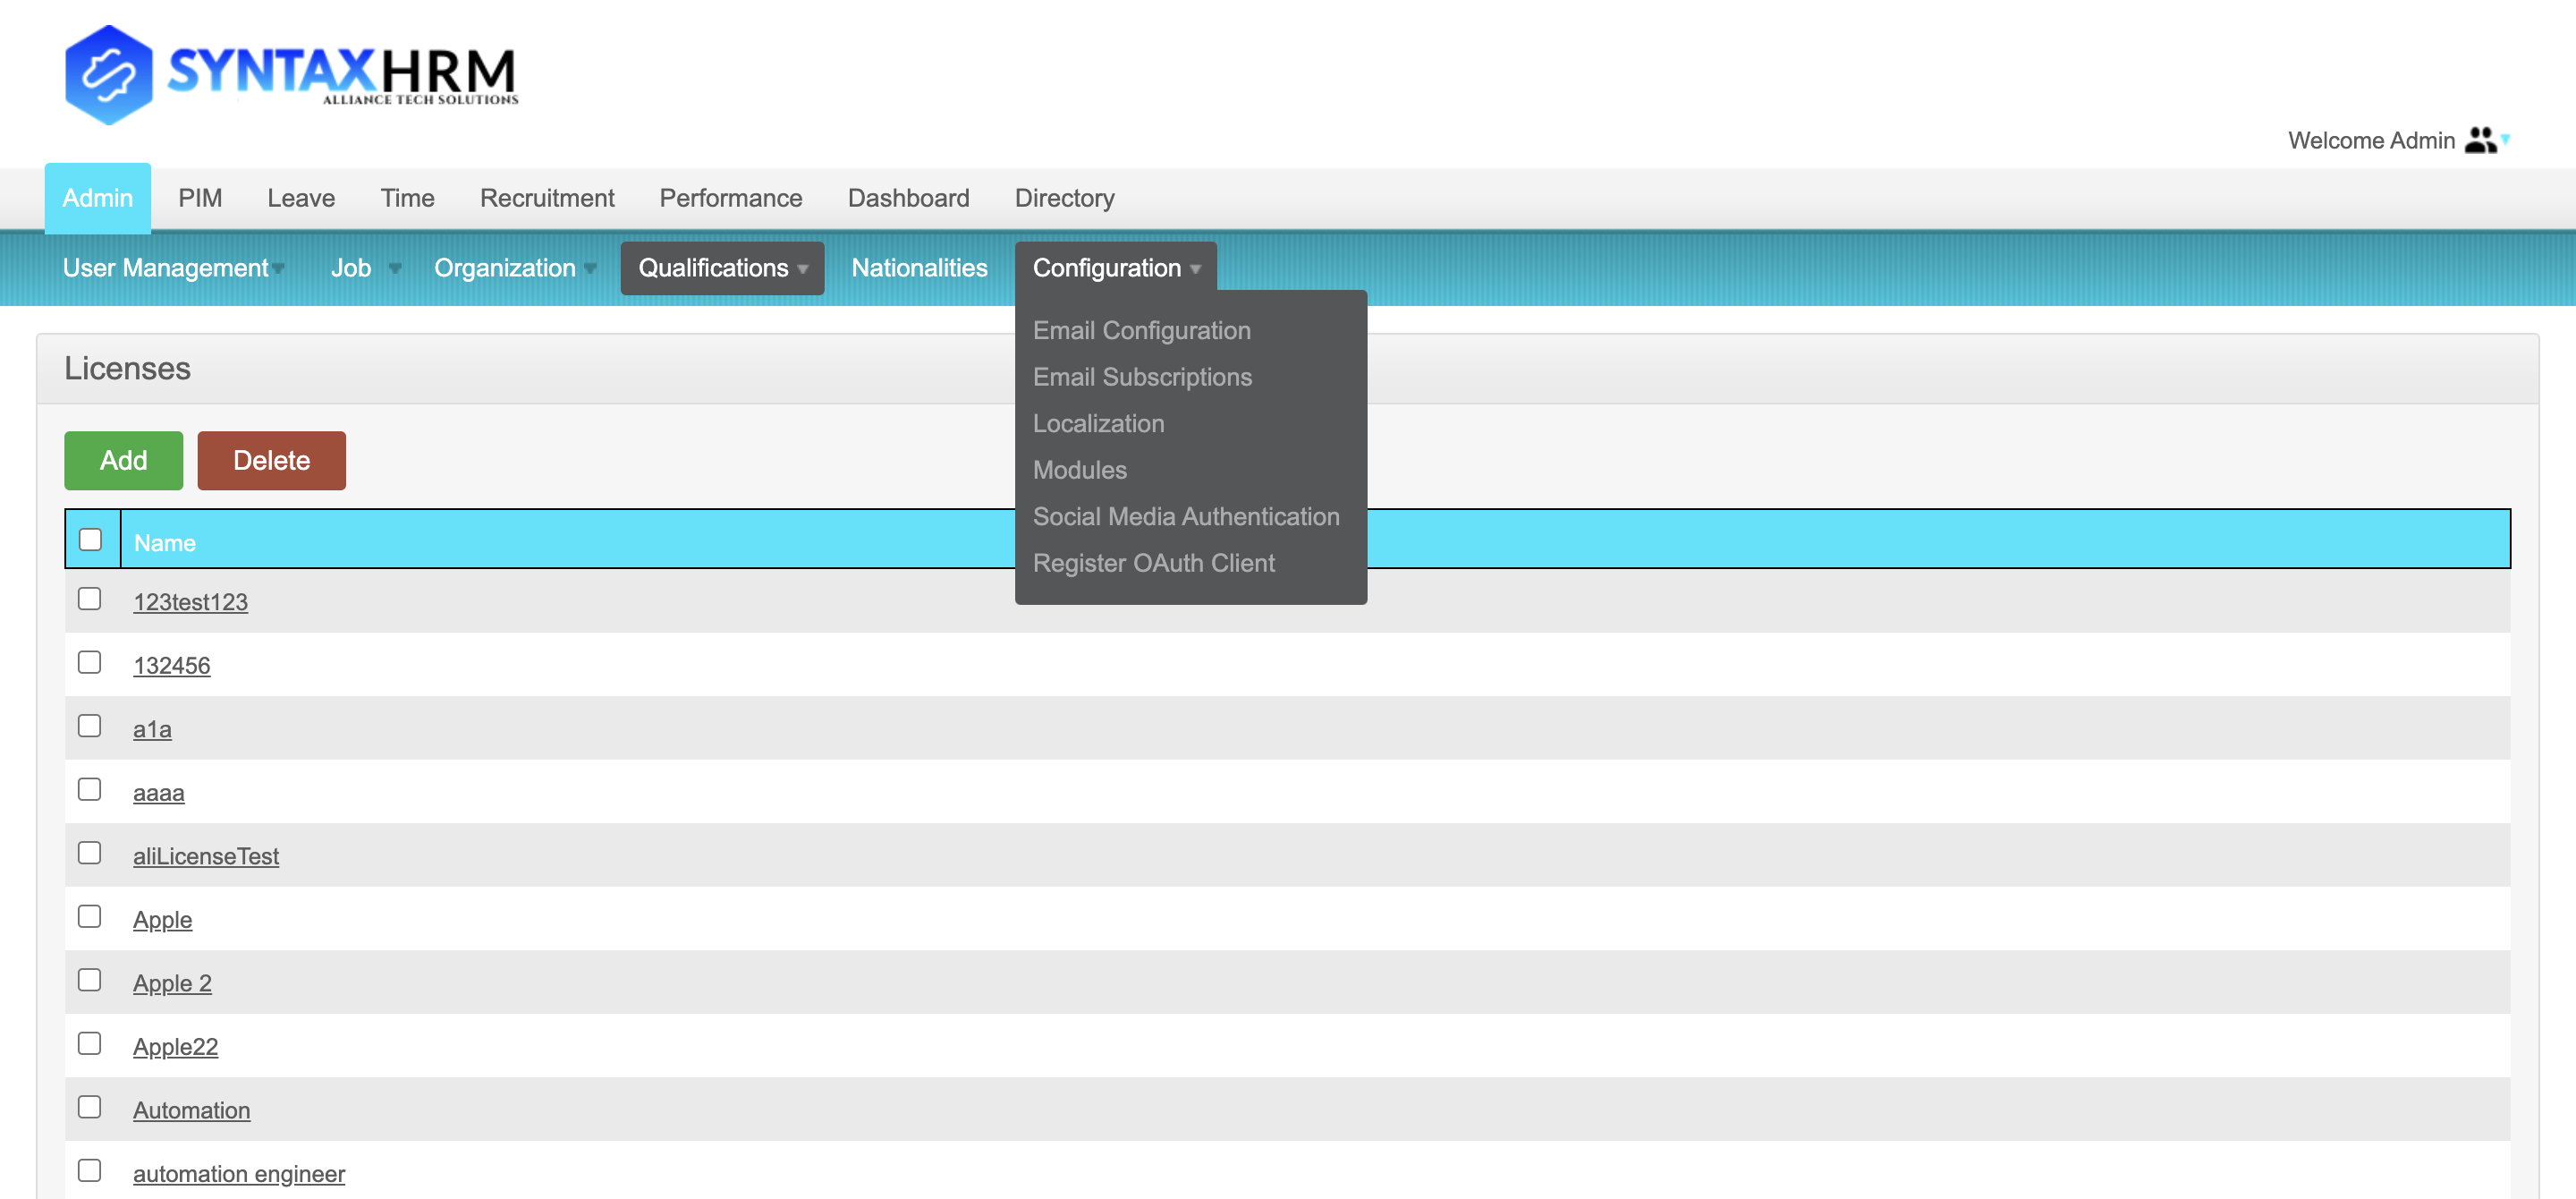 SYNTAXHRM
ALLIANCE TECH SOLUTIONS
Welcome Admin
Admin PIM Leave Time Recruitment Performance Dashboard Directory
User Management Job Organization Qualifications Nationalities Configuration
Email Configuration
Email Subscriptions
Localization
Modules
Social Media Authentication
Register OAuth Client
Licenses
Add Delete
Name
123test123
132456
a1a
aaaa
aliLicenseTest
Apple
Apple 2
Apple22
Automation
automation engineer